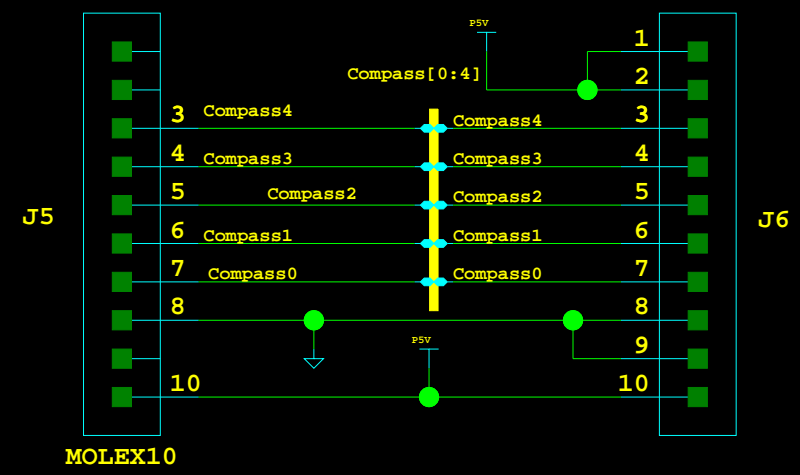 P5V
1
Compass[0:4]
2
3 Compass4 Compass4 3
4 Compass3 Compass3 4
5 Compass2 Compass2 5
J5 J6
6 Compass1 Compass1 6
7 Compass0 Compass0 7
8 8
P5V 9
10 10
MOLEX10